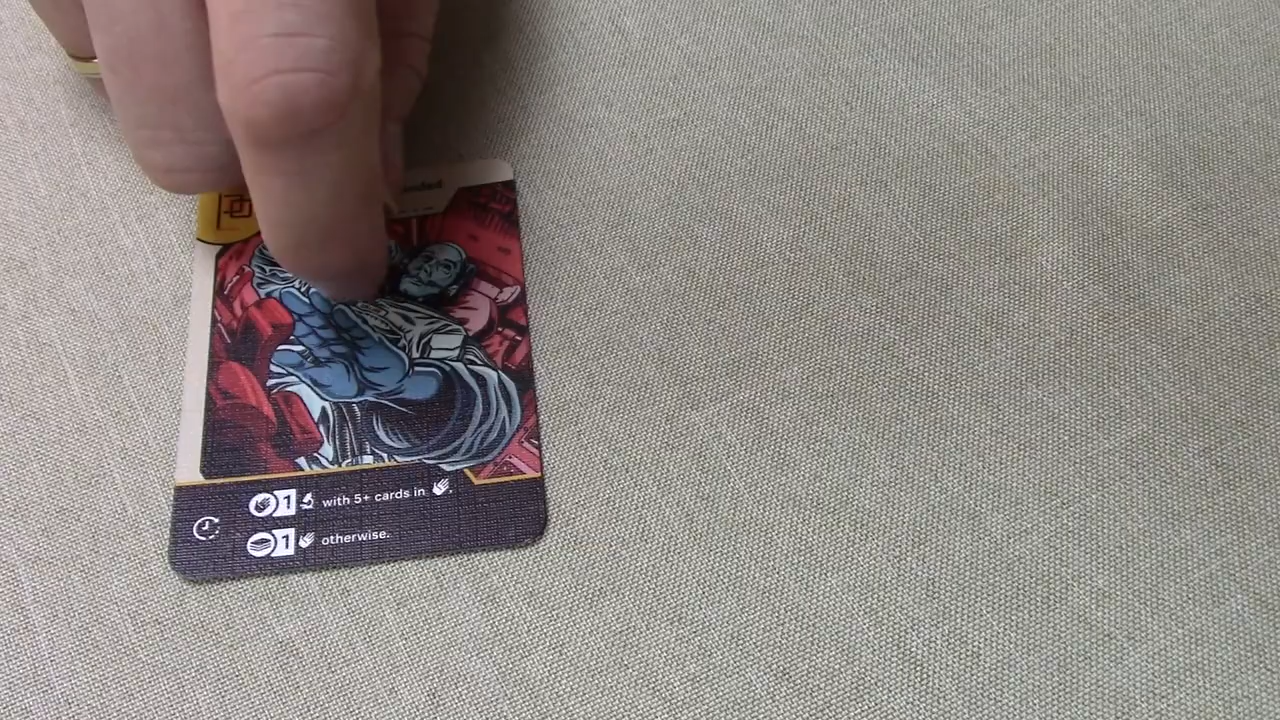 1 with 5+ cards in .
1 otherwise.